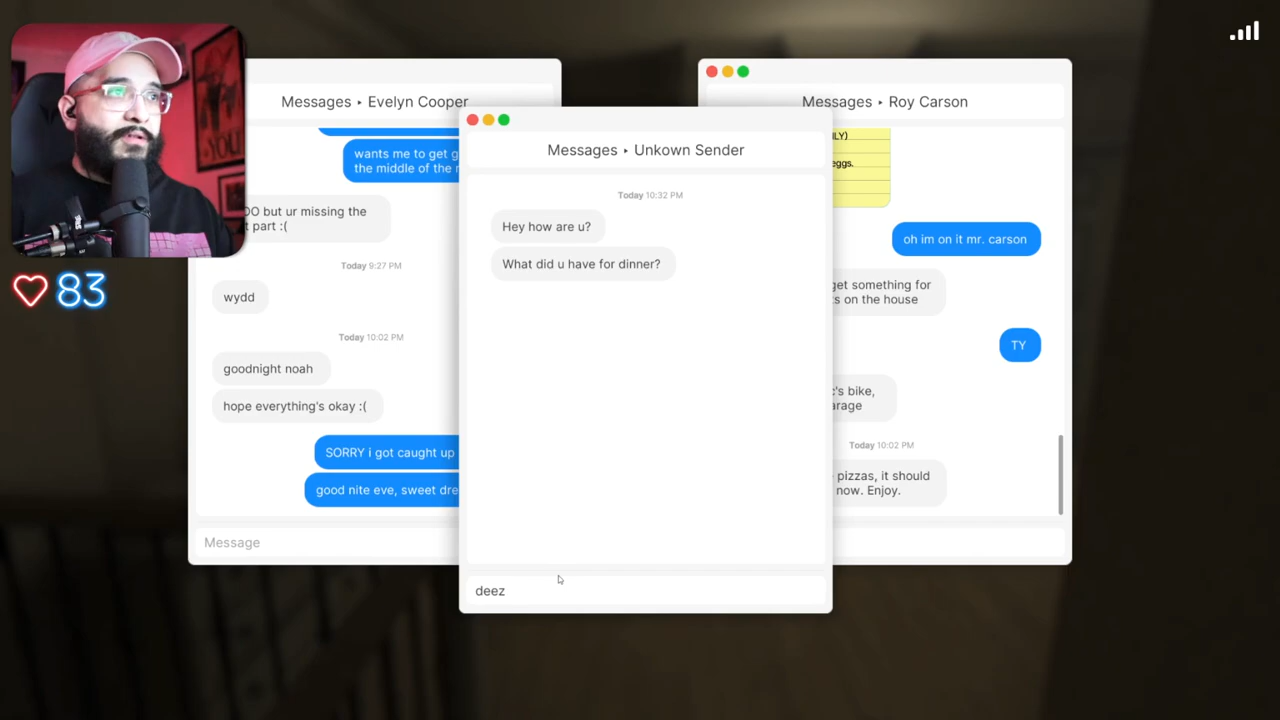 YOU
83
Messages ‣ Evelyn Cooper
wants me to get g
the middle of the
OO but ur missing the
t part :(
Today 9:27 PM
wydd
Today 10:02 PM
goodnight noah
hope everything's okay :(
SORRY i got caught up
good nite eve, sweet dre
Message
Messages ‣ Unkown Sender
Today 10:32 PM
Hey how are u?
What did u have for dinner?
deez
Messages ‣ Roy Carson
LY)
eggs.
oh im on it mr. carson
get something for
s on the house
TY
c's bike,
arage
Today 10:02 PM
pizzas, it should
now. Enjoy.